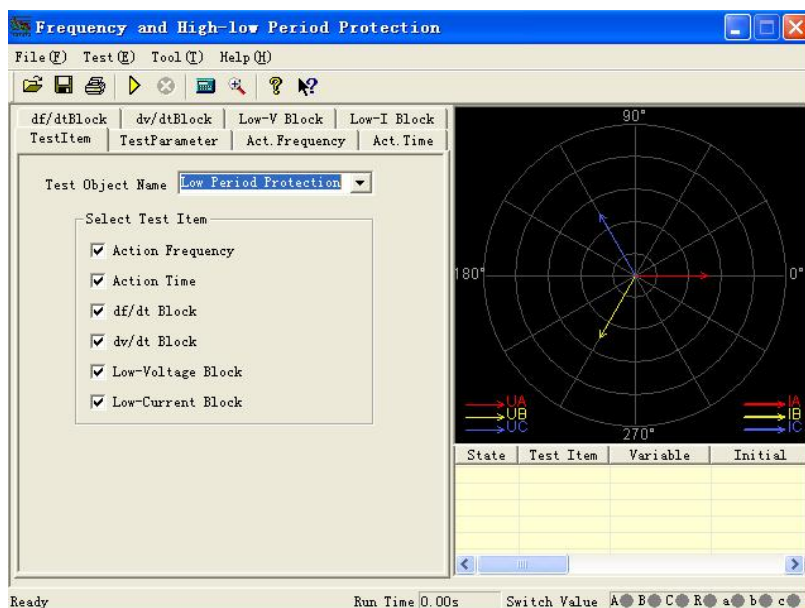 Frequency and High-low Period Protection
File(F) Test(E) Tool(T) Help(H)
df/dtBlock dv/dtBlock Low-V Block Low-I Block
TestItem TestParameter Act.Frequency Act.Time
Test Object Name Low Period Protection
Select Test Item
Action Frequency
Action Time
df/dt Block
dv/dt Block
Low-Voltage Block
Low-Current Block
90°
180° 0°
270°
UA IA
UB IB
UC IC
State Test Item Variable Initial
Ready Run Time 0.00s Switch Value A B C R a b c